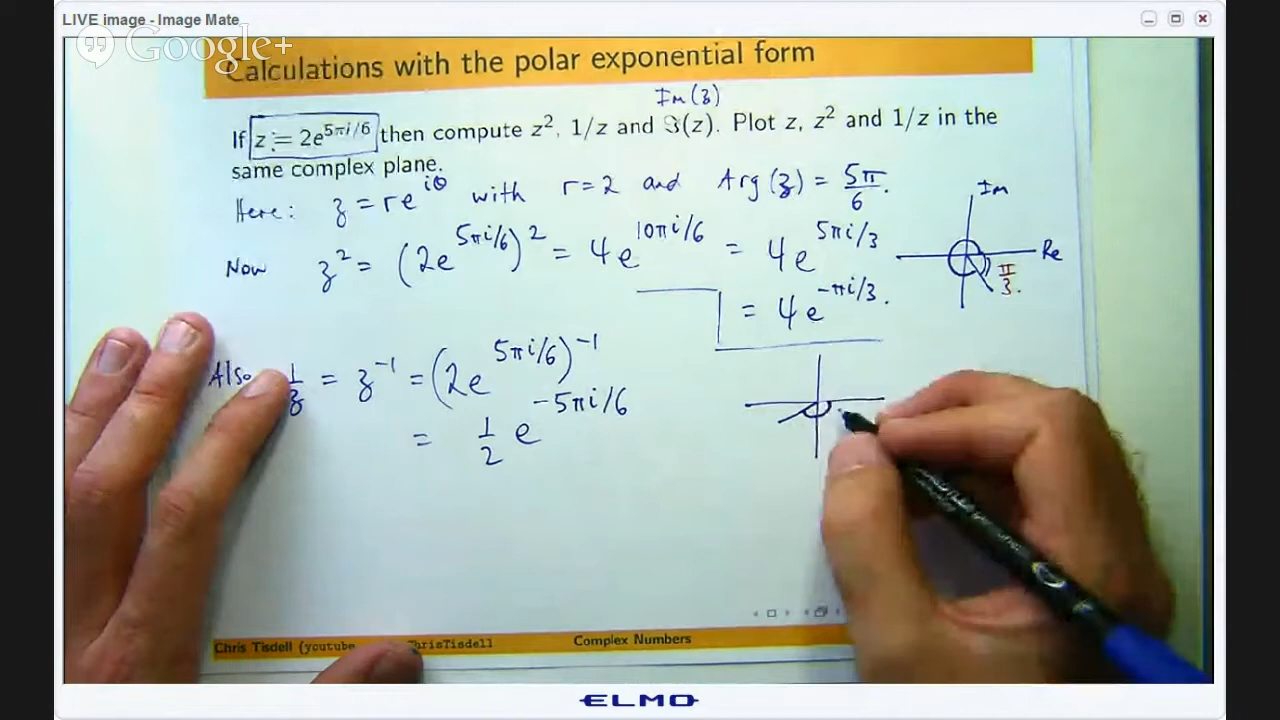 LIVE image - Image Mate
Google+
Calculations with the polar exponential form
Im(z)
If z := 2e^{5πi/6} then compute z², 1/z and ℑ(z). Plot z, z² and 1/z in the
same complex plane.
Here: z = re^{iθ} with r = 2 and Arg(z) = 5π/6.
Now z² = (2e^{5πi/6})² = 4e^{10πi/6} = 4e^{5πi/3}
= 4e^{-πi/3}.
Im
Re
π/3.
Also 1/z = z^{-1} = (2e^{5πi/6})^{-1}
= 1/2 e^{-5πi/6}
Chris Tisdell (youtube hrisTisdell Complex Numbers
ELMO